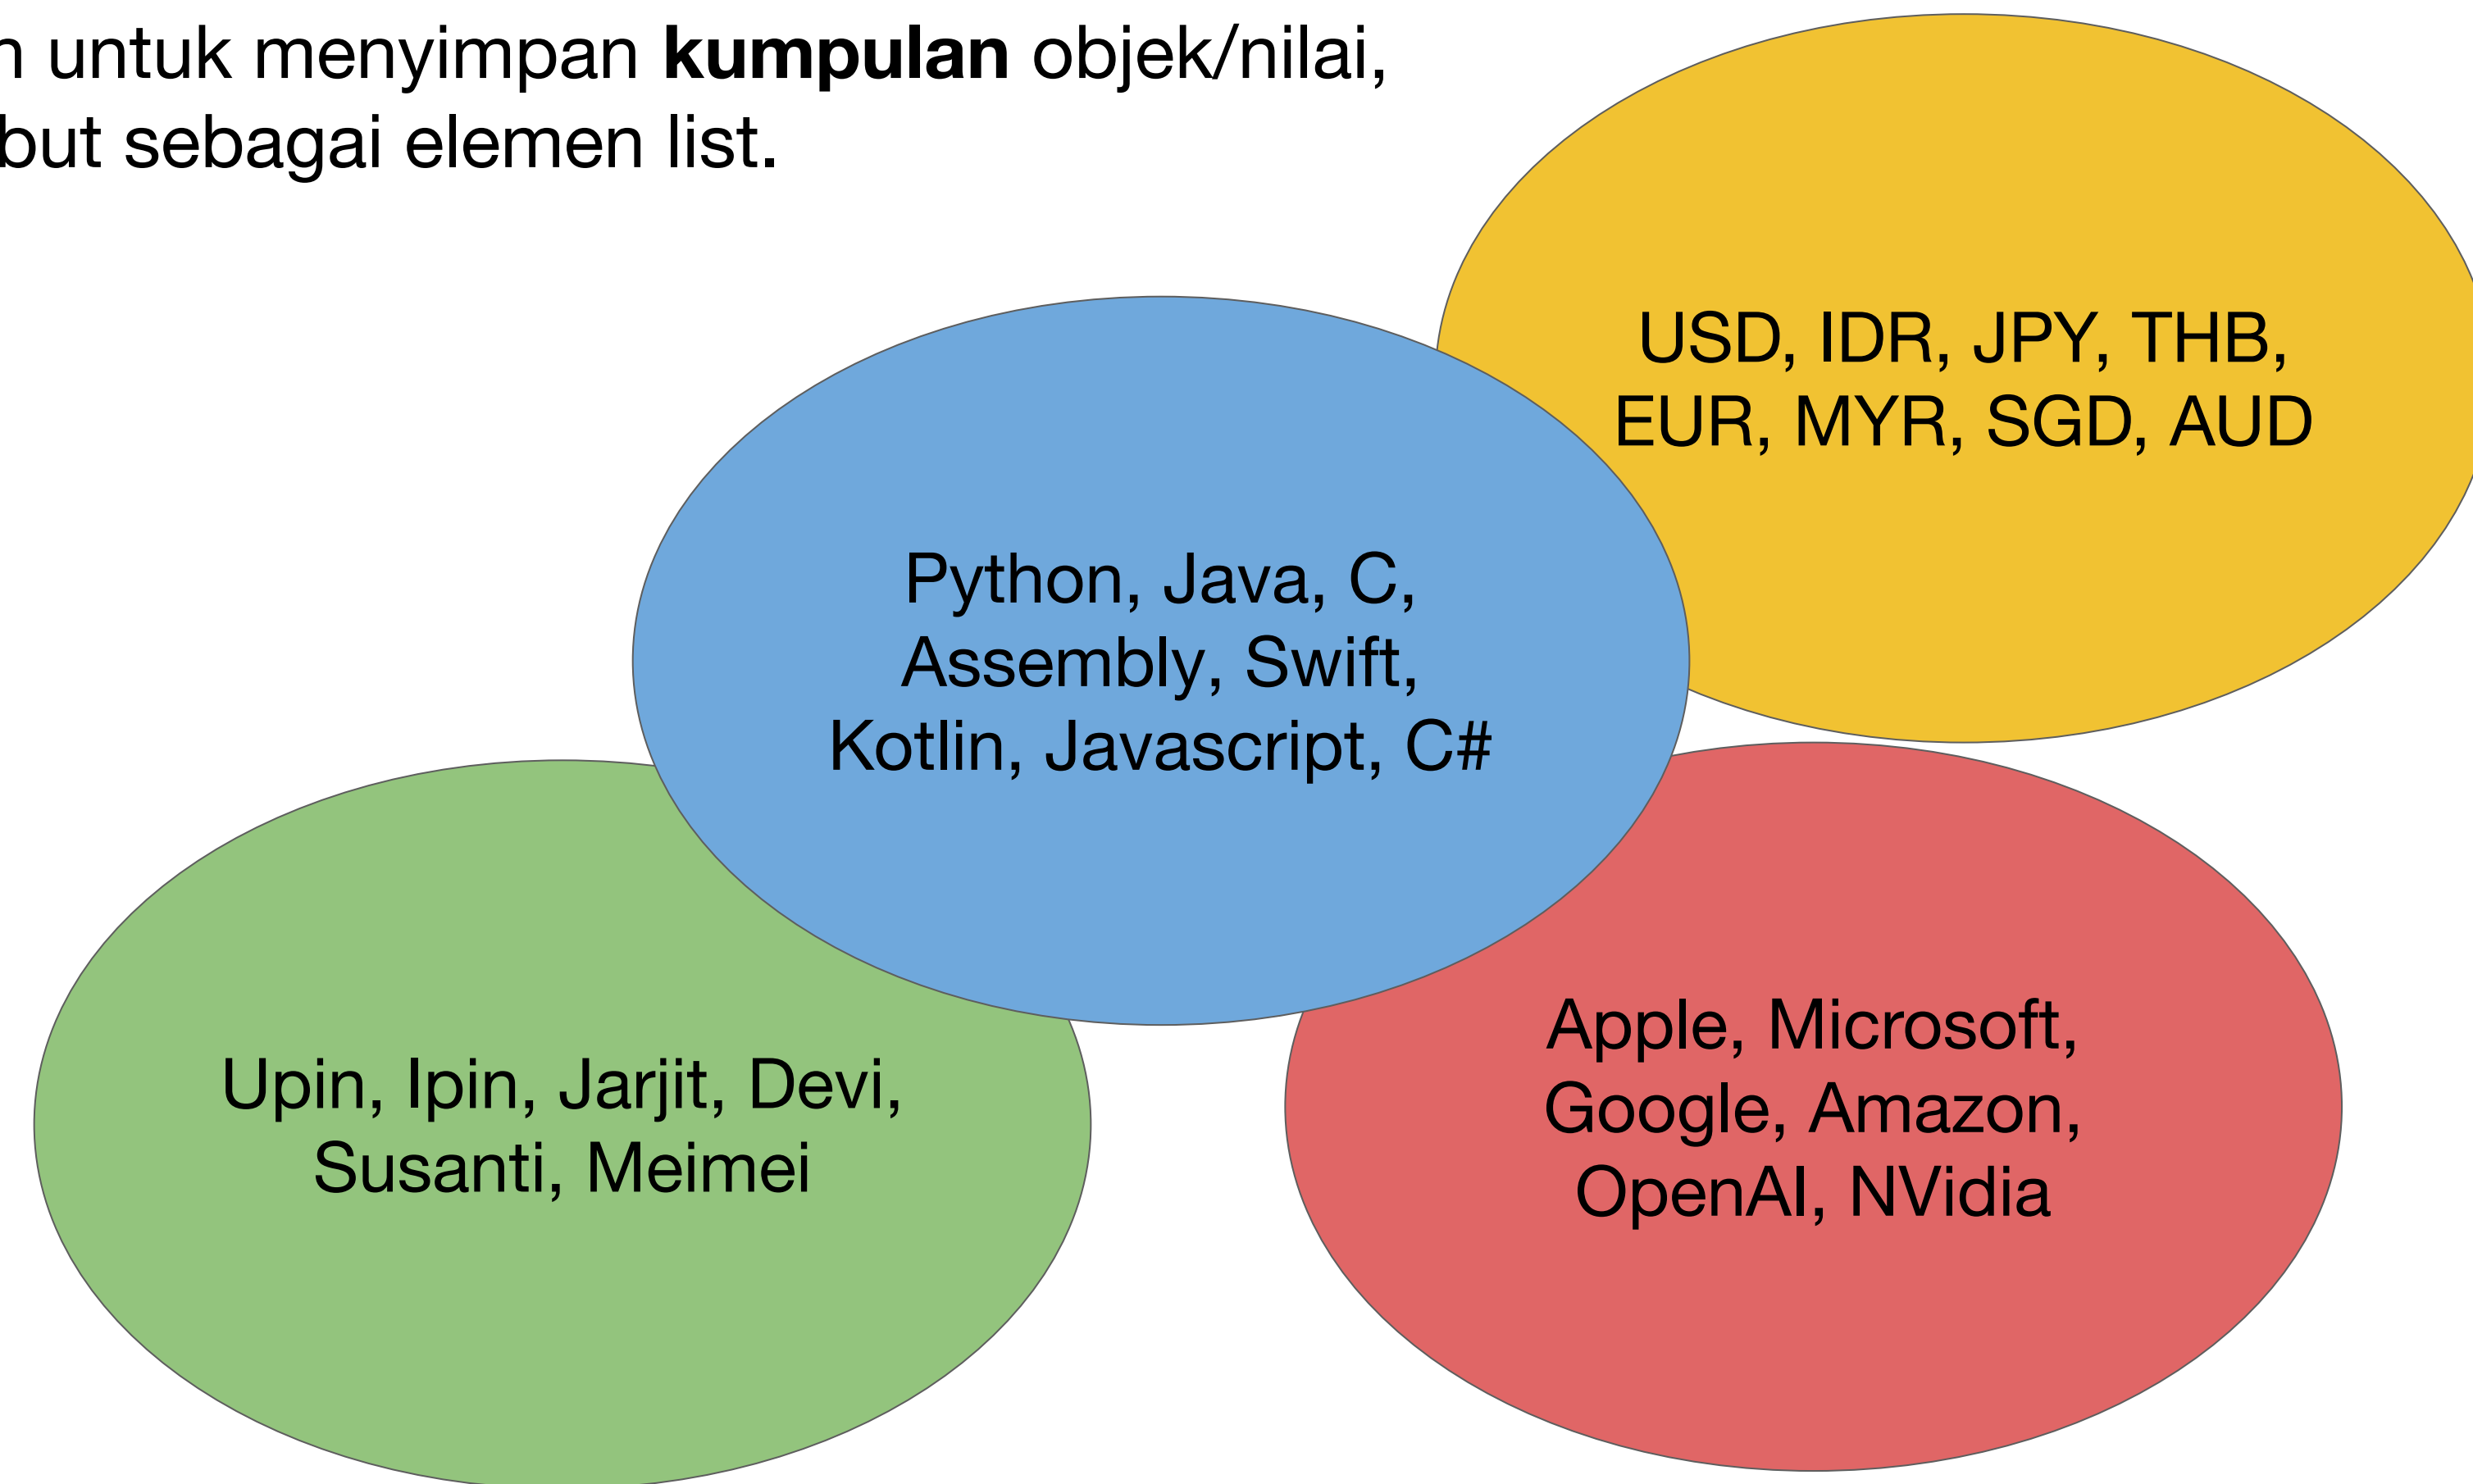 untuk menyimpan kumpulan objek/nilai,
sebagai elemen list.
USD, IDR, JPY, THB,
EUR, MYR, SGD, AUD
Python, Java, C,
Assembly, Swift,
Kotlin, Javascript, C#
Upin, Ipin, Jarjit, Devi,
Susanti, Meimei
Apple, Microsoft,
Google, Amazon,
OpenAI, NVidia